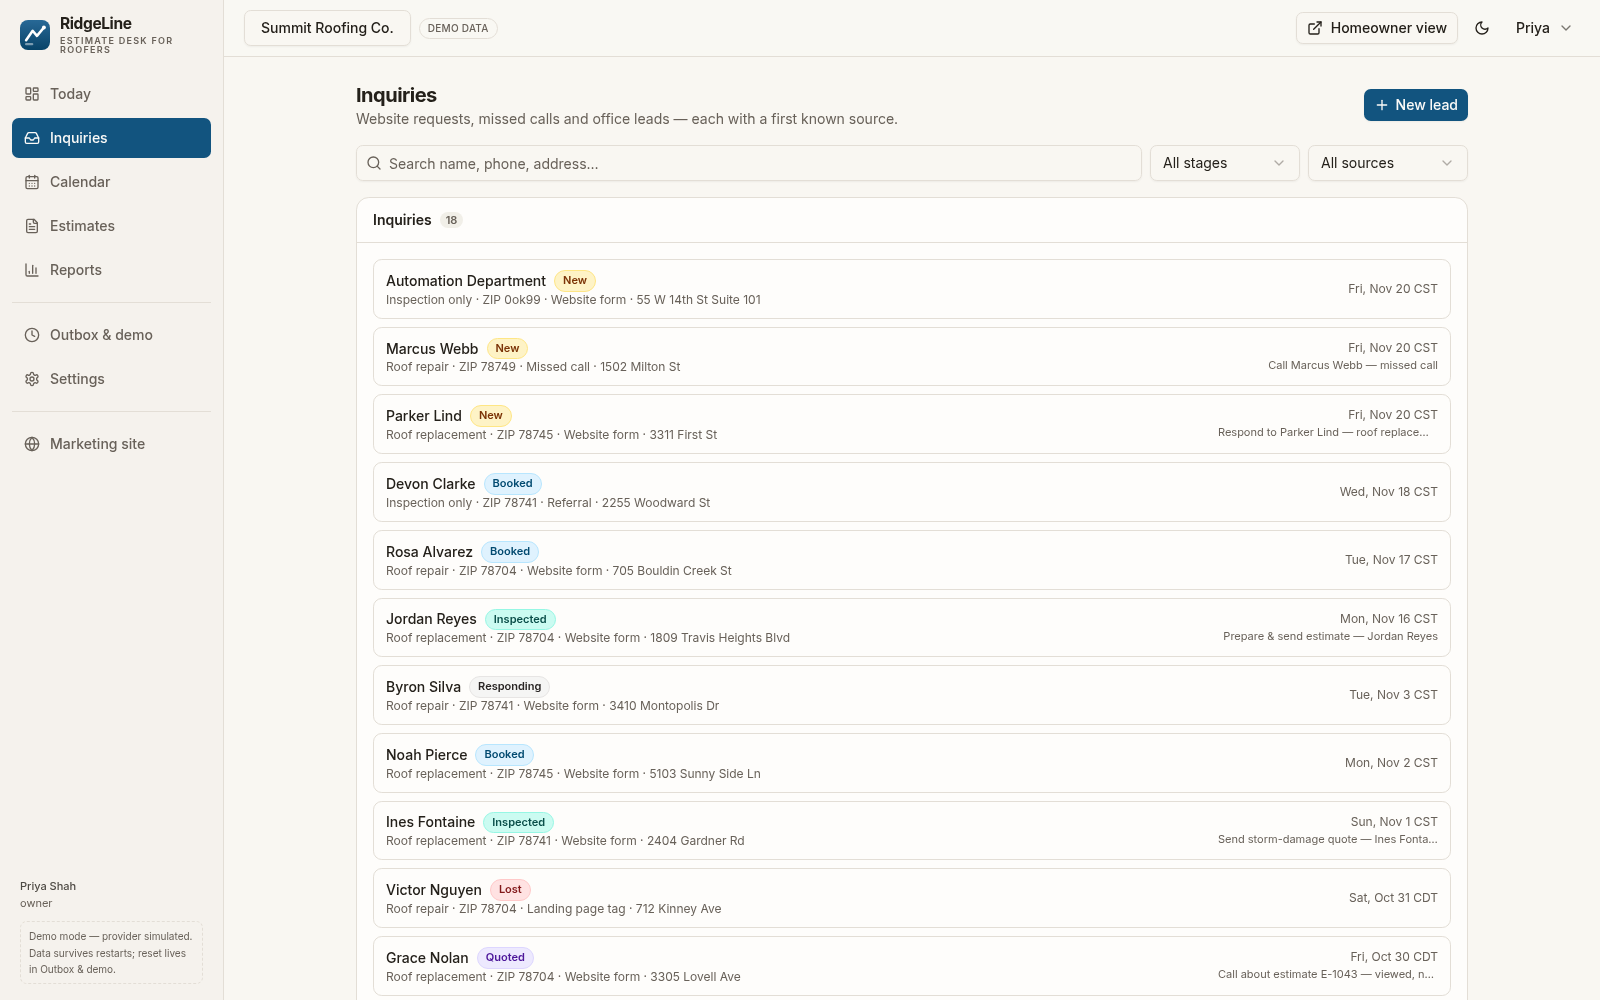 RidgeLine
ESTIMATE DESK FOR
ROOFERS
Summit Roofing Co.
DEMO DATA
Homeowner view
Priya
Today
Inquiries
Calendar
Estimates
Reports
Outbox & demo
Settings
Marketing site
Priya Shah
owner
Demo mode — provider simulated.
Data survives restarts; reset lives
in Outbox & demo.
Inquiries
Website requests, missed calls and office leads — each with a first known source.
New lead
Search name, phone, address...
All stages
All sources
Inquiries 18
Automation Department New
Inspection only · ZIP 0ok99 · Website form · 55 W 14th St Suite 101
Fri, Nov 20 CST
Marcus Webb New
Roof repair · ZIP 78749 · Missed call · 1502 Milton St
Fri, Nov 20 CST
Call Marcus Webb — missed call
Parker Lind New
Roof replacement · ZIP 78745 · Website form · 3311 First St
Fri, Nov 20 CST
Respond to Parker Lind — roof replace...
Devon Clarke Booked
Inspection only · ZIP 78741 · Referral · 2255 Woodward St
Wed, Nov 18 CST
Rosa Alvarez Booked
Roof repair · ZIP 78704 · Website form · 705 Bouldin Creek St
Tue, Nov 17 CST
Jordan Reyes Inspected
Roof replacement · ZIP 78704 · Website form · 1809 Travis Heights Blvd
Mon, Nov 16 CST
Prepare & send estimate — Jordan Reyes
Byron Silva Responding
Roof repair · ZIP 78741 · Website form · 3410 Montopolis Dr
Tue, Nov 3 CST
Noah Pierce Booked
Roof replacement · ZIP 78745 · Website form · 5103 Sunny Side Ln
Mon, Nov 2 CST
Ines Fontaine Inspected
Roof replacement · ZIP 78741 · Website form · 2404 Gardner Rd
Sun, Nov 1 CST
Send storm-damage quote — Ines Fonta...
Victor Nguyen Lost
Roof repair · ZIP 78704 · Landing page tag · 712 Kinney Ave
Sat, Oct 31 CDT
Grace Nolan Quoted
Roof replacement · ZIP 78704 · Website form · 3305 Lovell Ave
Fri, Oct 30 CDT
Call about estimate E-1043 — viewed, n...